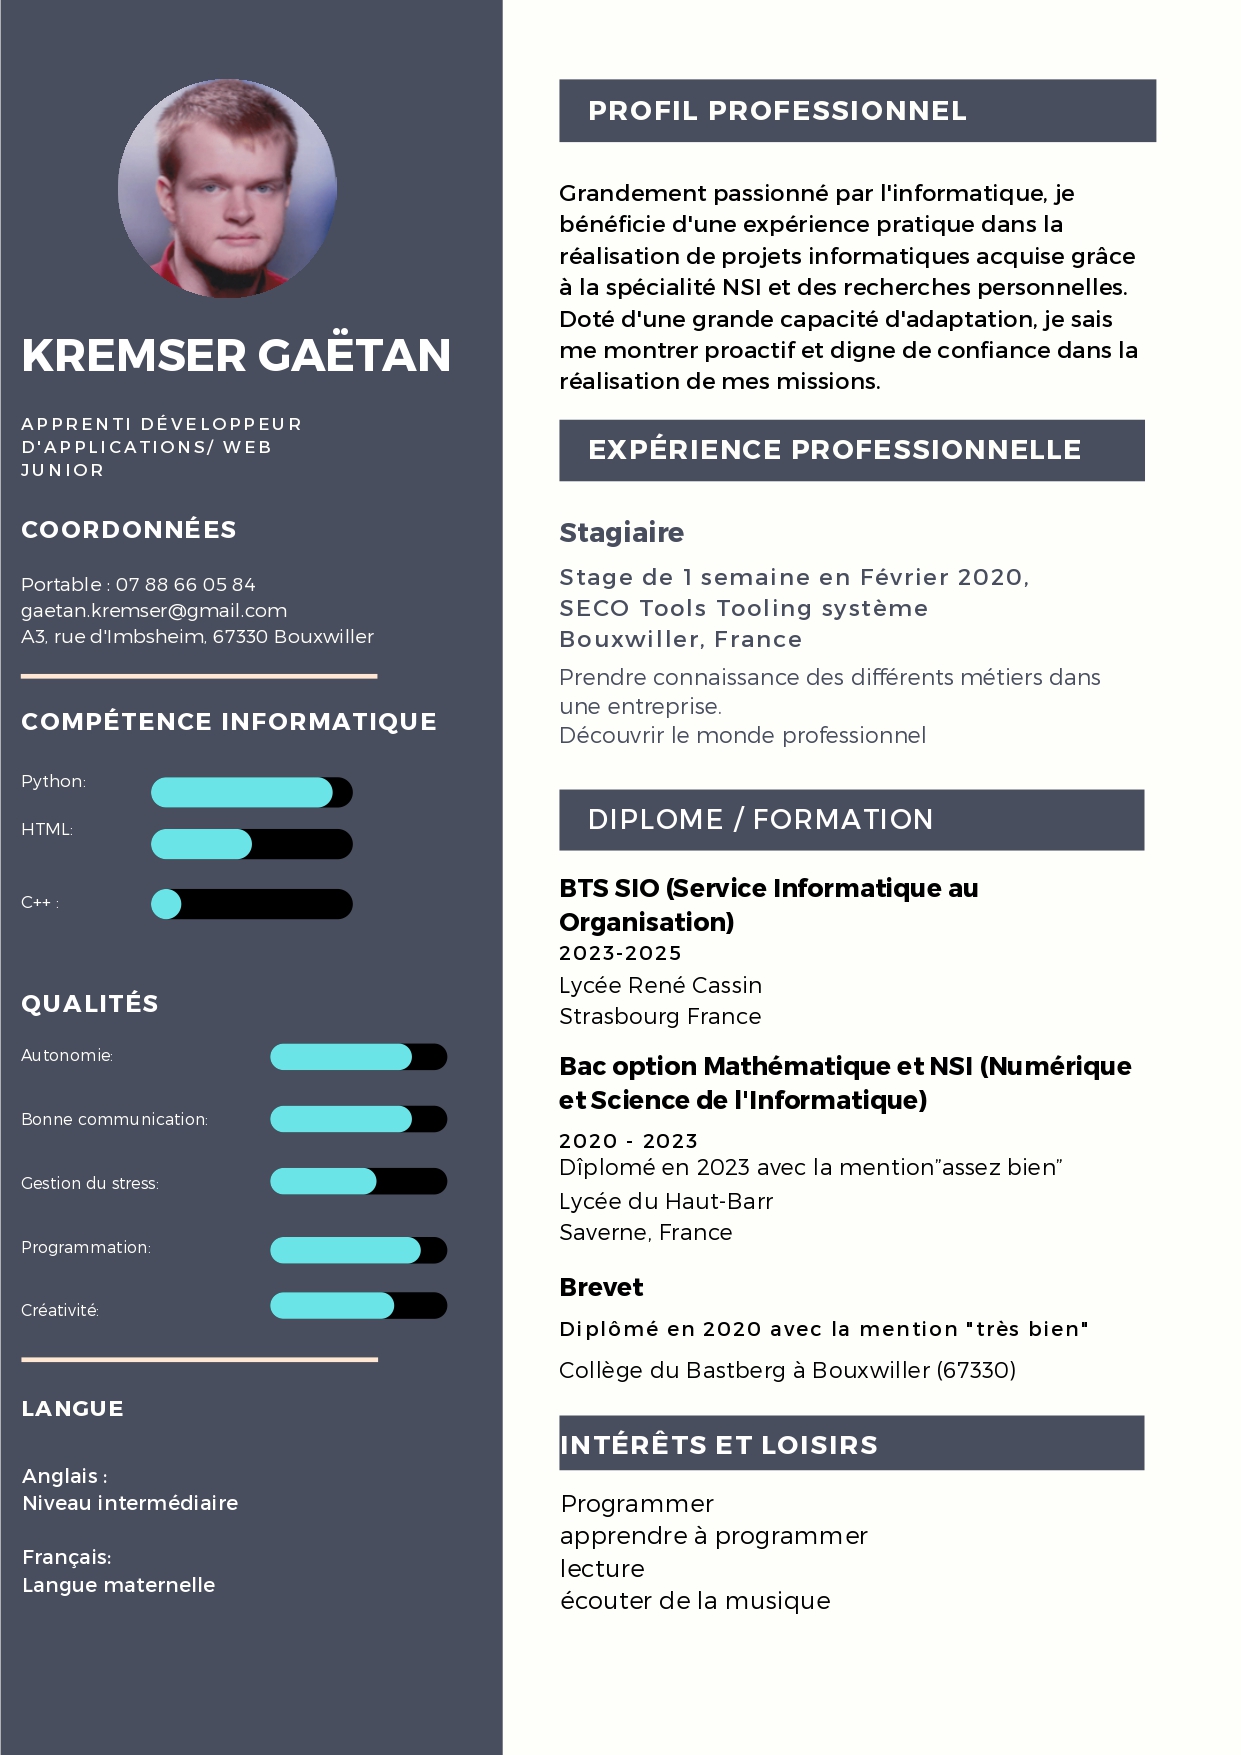 KREMSER GAËTAN
APPRENTI DÉVELOPPEUR
D'APPLICATIONS/ WEB
JUNIOR
COORDONNÉES
Portable : 07 88 66 05 84
gaetan.kremser@gmail.com
A3, rue d'Imbsheim, 67330 Bouxwiller
COMPÉTENCE INFORMATIQUE
Python:
HTML:
C++ :
QUALITÉS
Autonomie:
Bonne communication:
Gestion du stress:
Programmation:
Créativité:
LANGUE
Anglais :
Niveau intermédiaire
Français:
Langue maternelle
PROFIL PROFESSIONNEL
Grandement passionné par l'informatique, je
bénéficie d'une expérience pratique dans la
réalisation de projets informatiques acquise grâce
à la spécialité NSI et des recherches personnelles.
Doté d'une grande capacité d'adaptation, je sais
me montrer proactif et digne de confiance dans la
réalisation de mes missions.
EXPÉRIENCE PROFESSIONNELLE
Stagiaire
Stage de 1 semaine en Février 2020,
SECO Tools Tooling système
Bouxwiller, France
Prendre connaissance des différents métiers dans
une entreprise.
Découvrir le monde professionnel
DIPLOME / FORMATION
BTS SIO (Service Informatique au
Organisation)
2023-2025
Lycée René Cassin
Strasbourg France
Bac option Mathématique et NSI (Numérique
et Science de l'Informatique)
2020 - 2023
Dîplomé en 2023 avec la mention”assez bien”
Lycée du Haut-Barr
Saverne, France
Brevet
Diplômé en 2020 avec la mention "très bien"
Collège du Bastberg à Bouxwiller (67330)
INTÉRÊTS ET LOISIRS
Programmer
apprendre à programmer
lecture
écouter de la musique